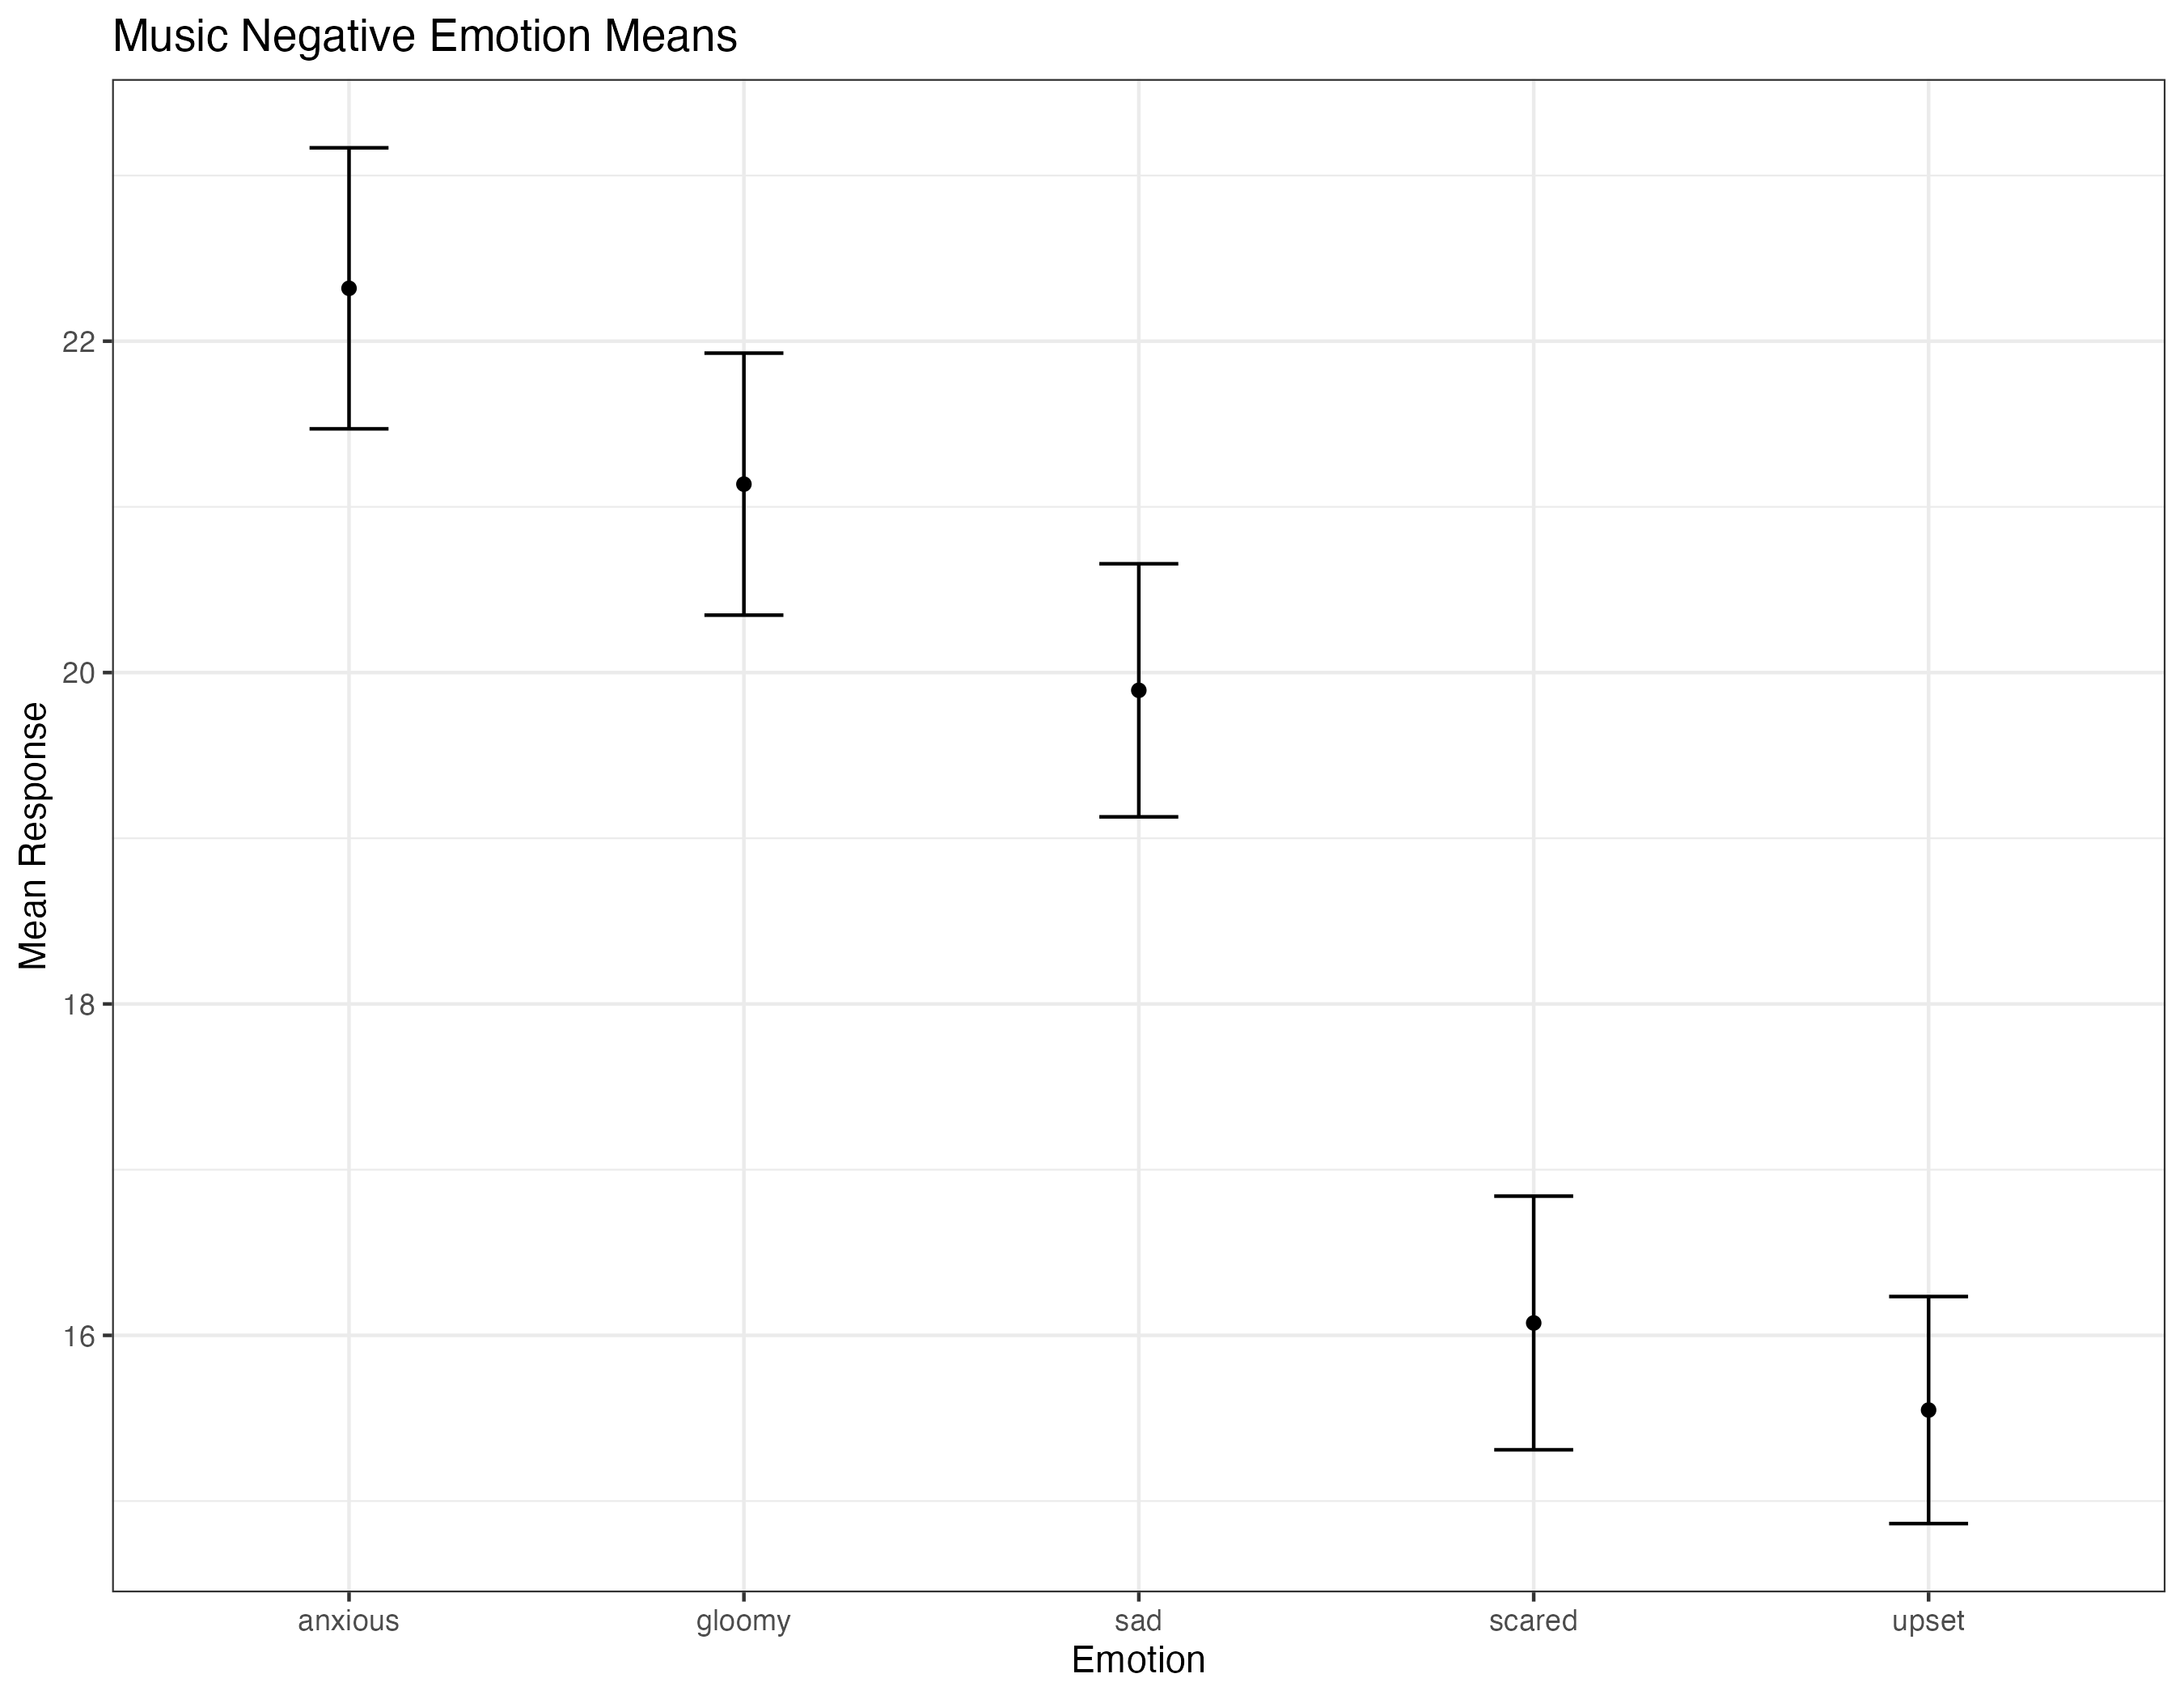 Music Negative Emotion Means
Mean Response
22
20
18
16
anxious gloomy sad scared upset
Emotion